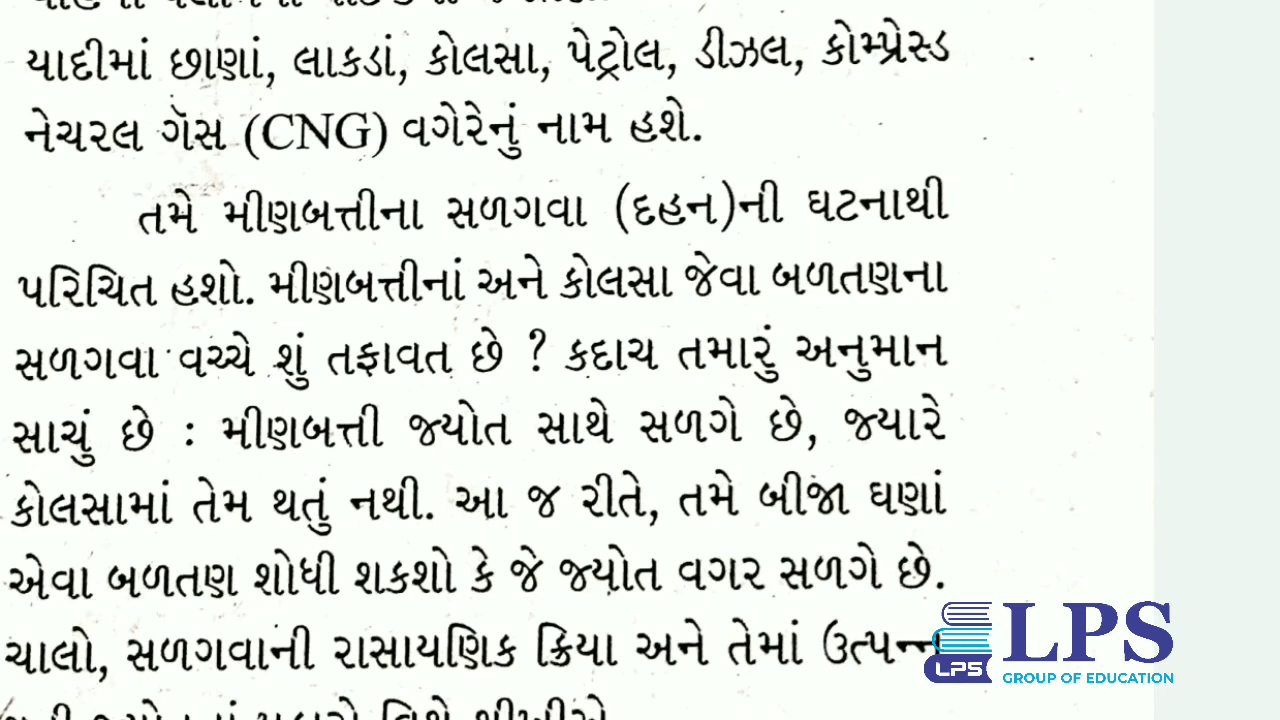 યાદીમાં છાણાં, લાકડાં, કોલસા, પેટ્રોલ, ડીઝલ, કોમ્પ્રેસ્ડ
નેચરલ ગૅસ (CNG) વગેરેનું નામ હશે.
તમે મીણબત્તીના સળગવા (દહન)ની ઘટનાથી
પરિચિત હશો. મીણબત્તીનાં અને કોલસા જેવા બળતણના
સળગવા વચ્ચે શું તફાવત છે ? કદાચ તમારું અનુમાન
સાચું છે : મીણબત્તી જ્યોત સાથે સળગે છે, જ્યારે
કોલસામાં તેમ થતું નથી. આ જ રીતે, તમે બીજા ઘણાં
એવા બળતણ શોધી શકશો કે જે જ્યોત વગર સળગે છે.
ચાલો, સળગવાની રાસાયણિક ક્રિયા અને તેમાં ઉત્પન્ન
LPS
LPS
GROUP OF EDUCATION